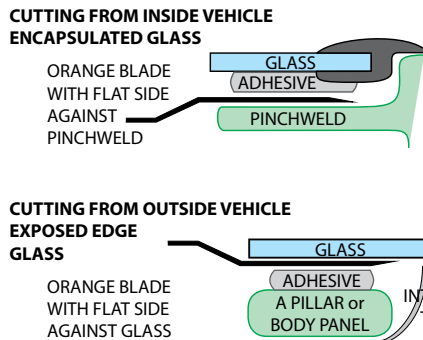 CUTTING FROM INSIDE VEHICLE
ENCAPSULATED GLASS
GLASS
ORANGE BLADE
WITH FLAT SIDE
AGAINST
PINCHWELD
ADHESIVE
PINCHWELD
CUTTING FROM OUTSIDE VEHICLE
EXPOSED EDGE
GLASS
GLASS
ORANGE BLADE
WITH FLAT SIDE
AGAINST GLASS
ADHESIVE
A PILLAR or
BODY PANEL